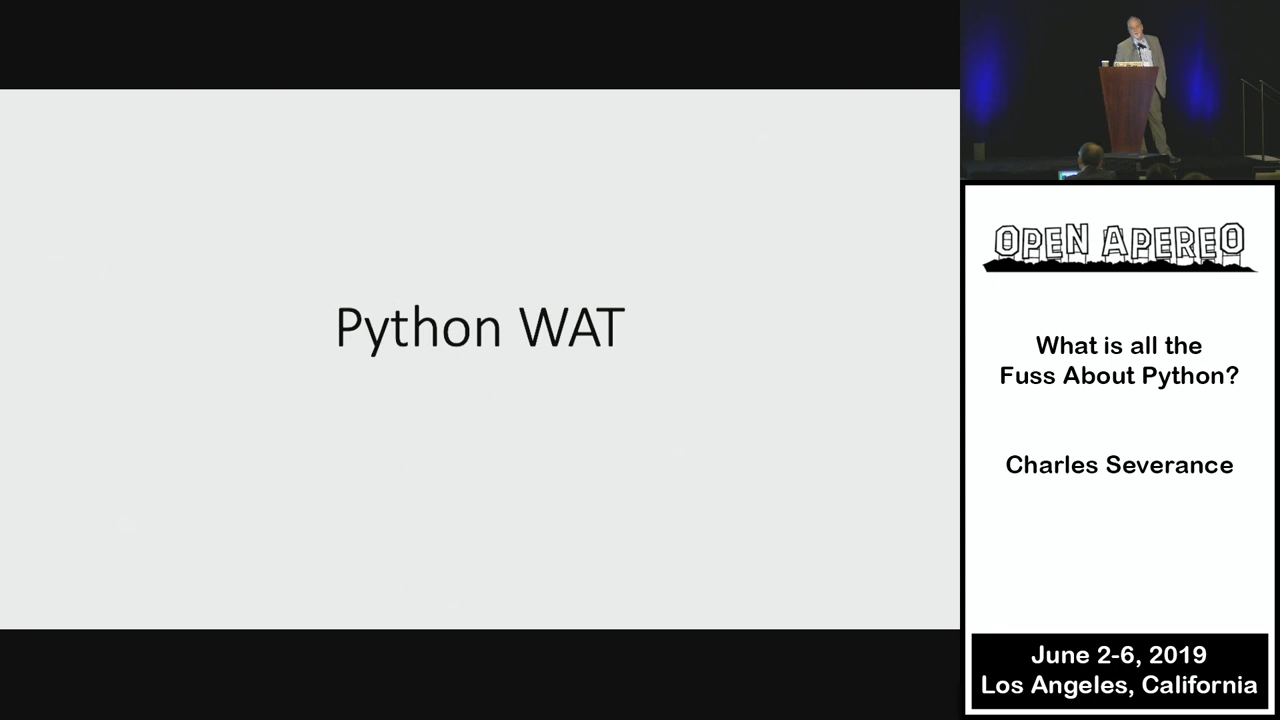 Python WAT
OPEN APEREO
What is all the
Fuss About Python?
Charles Severance
June 2-6, 2019
Los Angeles, California